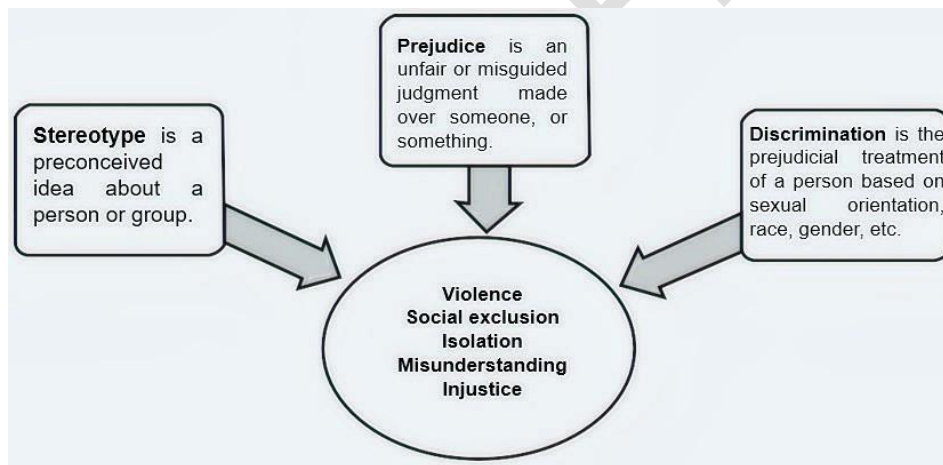 Prejudice is an
unfair or misguided
judgment made
over someone, or
something.
Stereotype is a
preconceived
idea about a
person or group.
Discrimination is the
prejudicial treatment
of a person based on
sexual orientation,
race, gender, etc.
Violence
Social exclusion
Isolation
Misunderstanding
Injustice